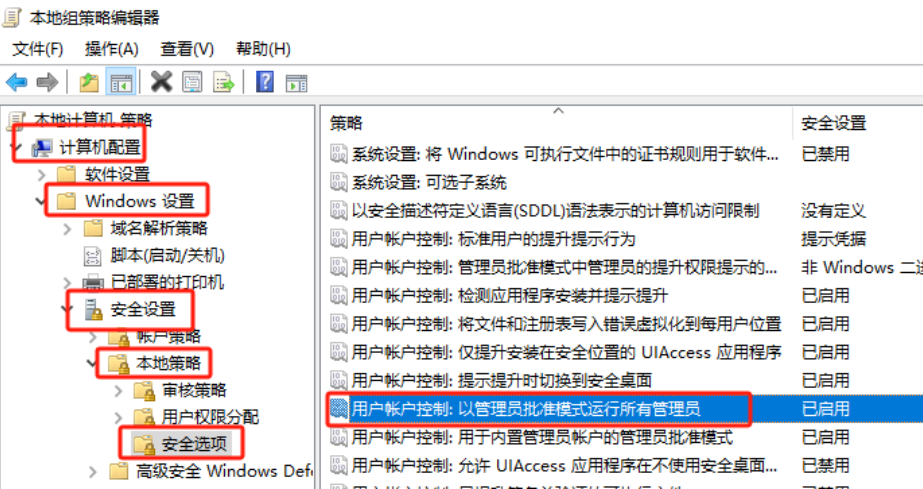 本地组策略编辑器
文件(F) 操作(A) 查看(V) 帮助(H)
本地计算机 策略
计算机配置
软件设置
Windows 设置
域名解析策略
脚本(启动/关机)
已部署的打印机
安全设置
帐户策略
本地策略
审核策略
用户权限分配
安全选项
高级安全 Windows Def
策略 安全设置
系统设置: 将 Windows 可执行文件中的证书规则用于软件... 已禁用
系统设置: 可选子系统
以安全描述符定义语言(SDDL)语法表示的计算机访问限制 没有定义
用户帐户控制: 标准用户的提升提示行为 提示凭据
用户帐户控制: 管理员批准模式中管理员的提升权限提示的... 非 Windows 二进
用户帐户控制: 检测应用程序安装并提示提升 已启用
用户帐户控制: 将文件和注册表写入错误虚拟化到每用户位置 已启用
用户帐户控制: 仅提升安装在安全位置的 UIAccess 应用程序 已启用
用户帐户控制: 提示提升时切换到安全桌面 已启用
用户帐户控制: 以管理员批准模式运行所有管理员 已启用
用户帐户控制: 用于内置管理员帐户的管理员批准模式 已禁用
用户帐户控制: 允许 UIAccess 应用程序在不使用安全桌面... 已禁用